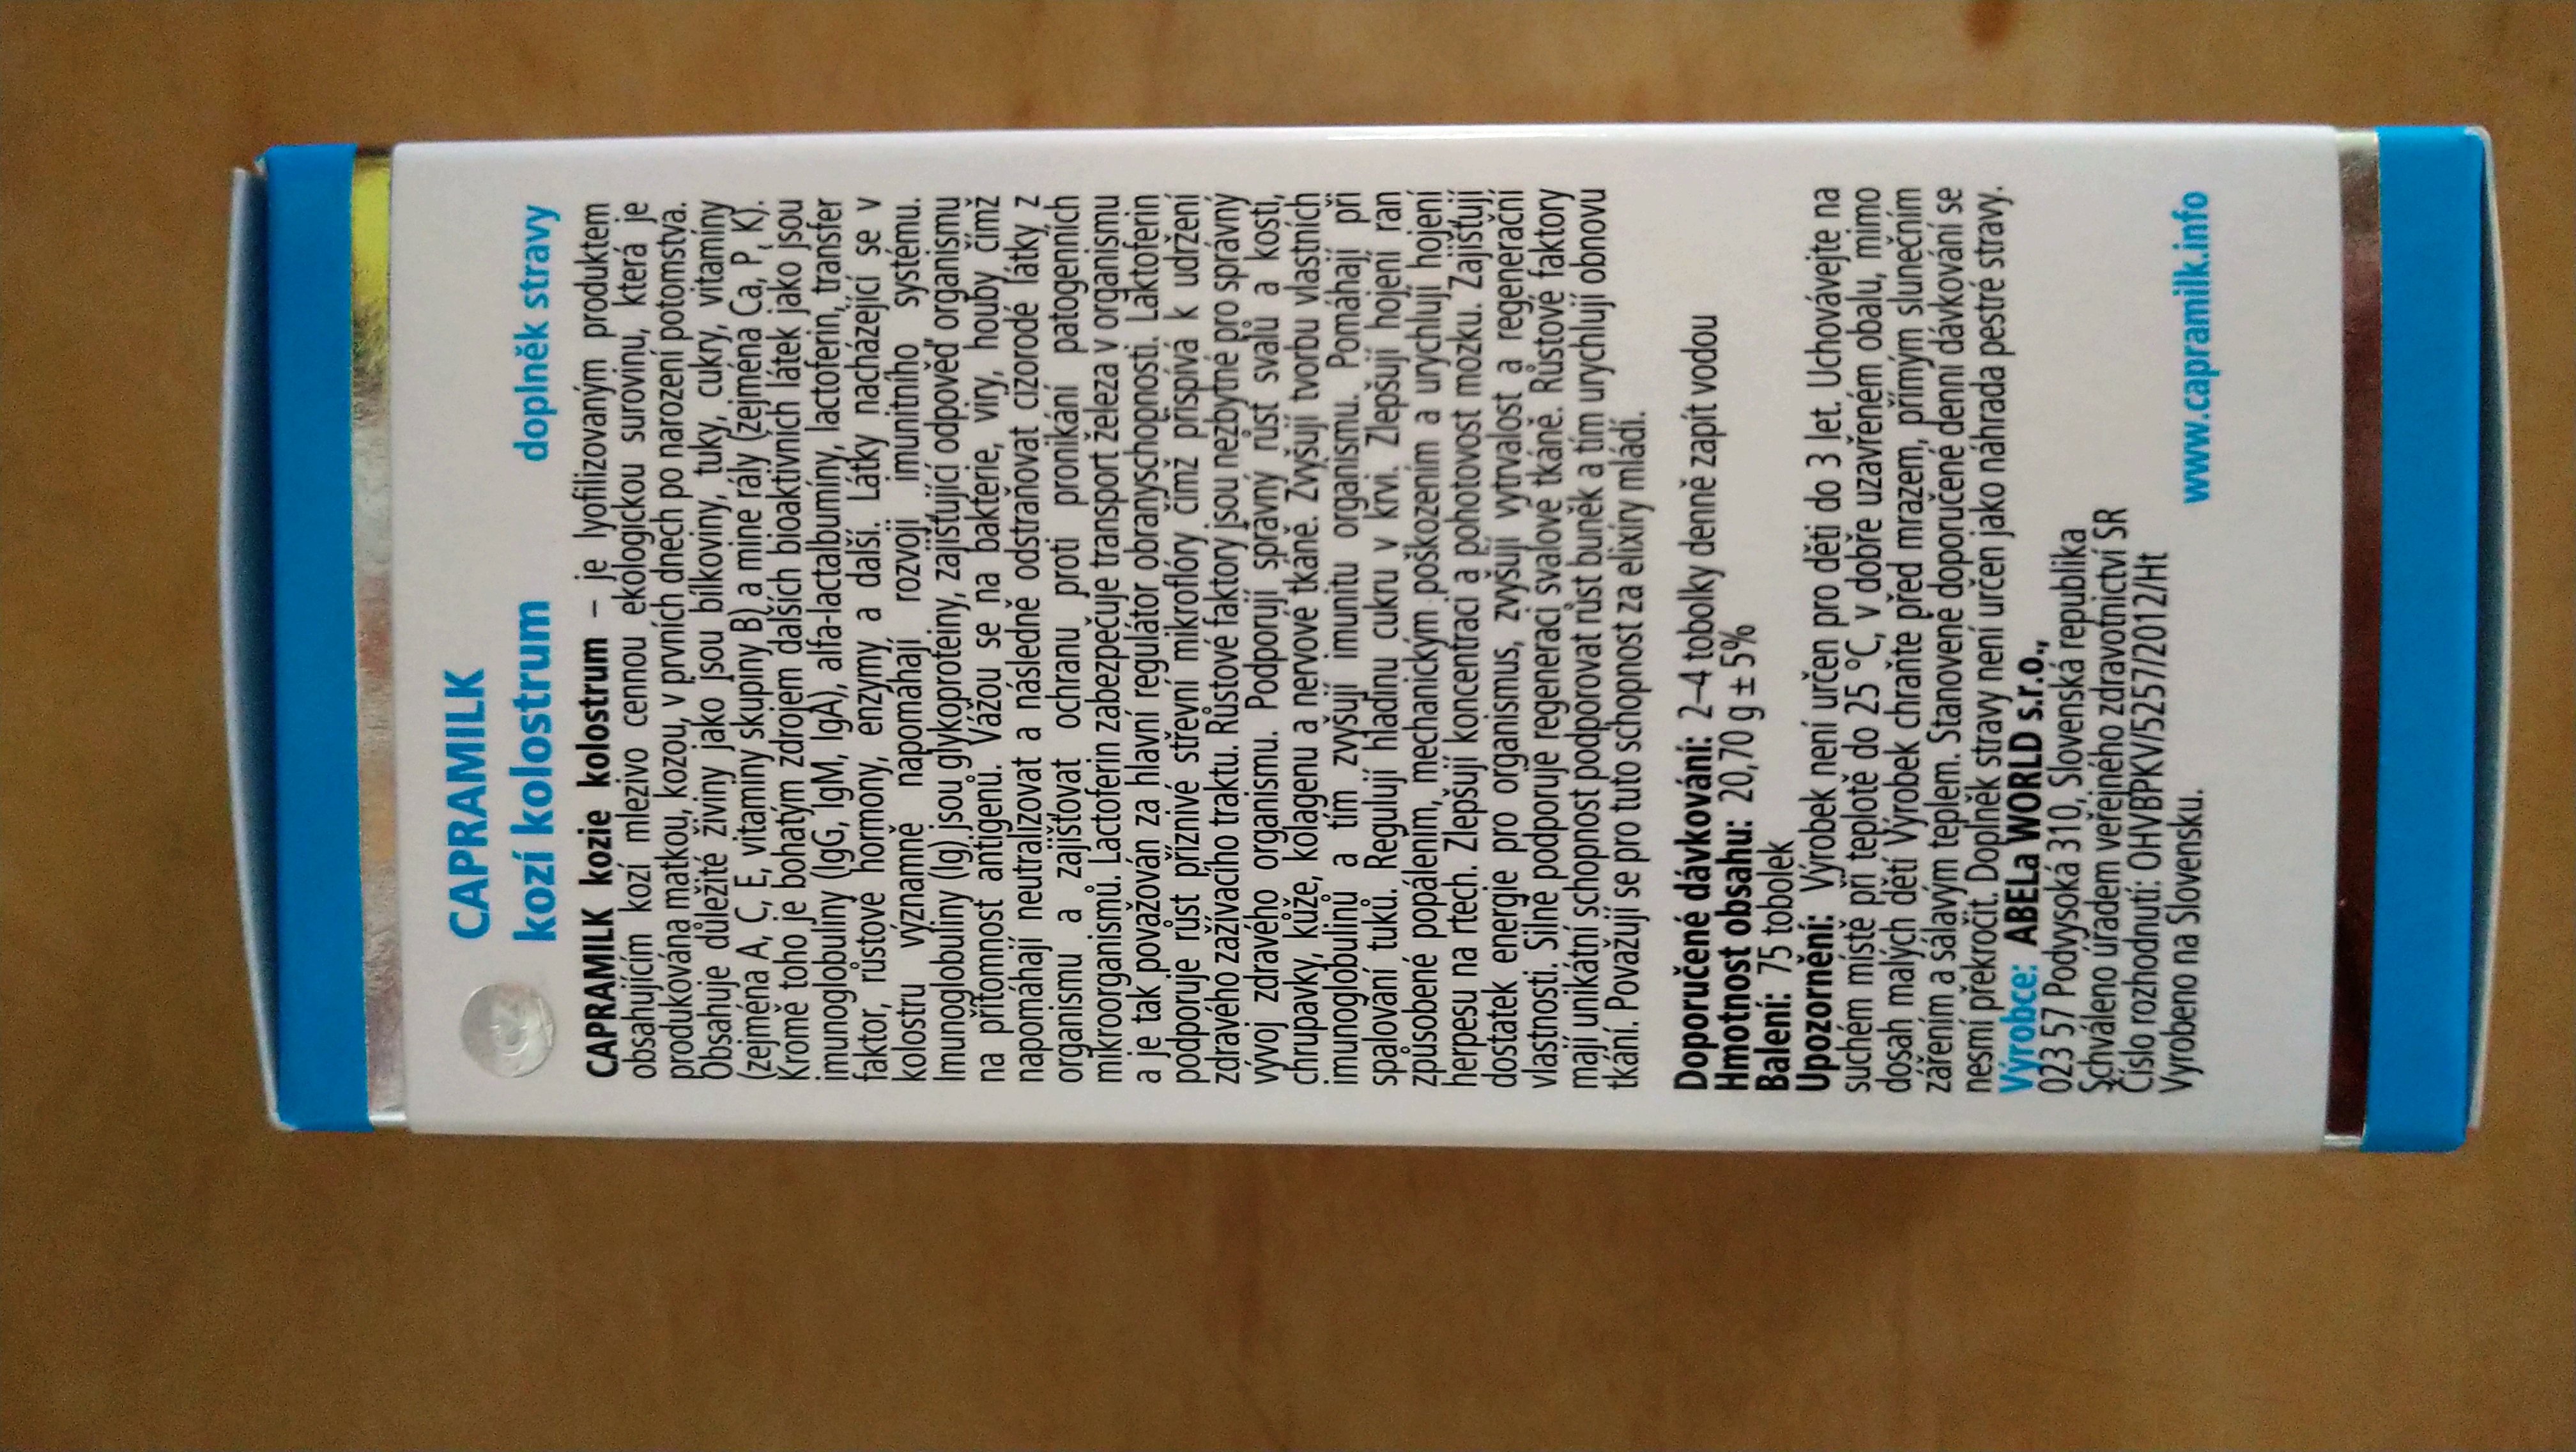 CZ
CAPRAMILK
kozí kolostrum doplněk stravy
CAPRAMILK kozie kolostrum – je lyofilizovaným produktem
obsahujícím kozí mlezivo cennou ekologickou surovinu, která je
produkována matkou, kozou, v prvních dnech po narození potomstva.
Obsahuje důležité živiny jako jsou bílkoviny, tuky, cukry, vitamíny
(zejména A, C, E, vitamíny skupiny B) a mine rály (zejména Ca, P, K).
Kromě toho je bohatým zdrojem dalších bioaktivních látek jako jsou
imunoglobuliny (IgG, IgM, IgA), alfa-lactalbumíny, lactoferin, transfer
faktor, růstové hormony, enzýmy a další. Látky nacházející se v
kolostru významně napomáhají rozvoji imunitního systému.
Imunoglobuliny (Ig) jsou glykoproteiny, zajišťující odpověď organismu
na přítomnost antigenů. Vážou se na bakterie, viry, houby čímž
napomáhají neutralizovat a následně odstraňovat cizorodé látky z
organismu a zajišťovat ochranu proti pronikání patogenních
mikroorganismů. Lactoferin zabezpečuje transport železa v organismu
a je tak považován za hlavní regulátor obranyschopnosti. Laktoferin
podporuje růst příznivé střevní mikroflóry čímž přispívá k udržení
zdravého zažívacího traktu. Růstové faktory jsou nezbytné pro správný
vývoj zdravého organismu. Podporují správný růst svalů a kostí,
chrupavky, kůže, kolagenu a nervové tkáně. Zvyšují tvorbu vlastních
imunoglobulinů a tím zvyšují imunitu organismu. Pomáhají při
spalování tuků. Regulují hladinu cukru v krvi. Zlepšují hojení ran
způsobené popálením, mechanickým poškozením a urychlují hojení
herpesu na rtech. Zlepšují koncentraci a pohotovost mozku. Zajišťují
dostatek energie pro organismus, zvyšují vytrvalost a regenerační
vlastnosti. Silně podporuje regeneraci svalové tkáně. Růstové faktory
mají unikátní schopnost podporovat růst buněk a tím urychlují obnovu
tkání. Považují se pro tuto schopnost za elixíry mládí.
Doporučené dávkování: 2–4 tobolky denně zapít vodou
Hmotnost obsahu: 20,70 g ± 5%
Balení: 75 tobolek
Upozornění: Výrobek není určen pro děti do 3 let. Uchovávejte na
suchém místě při teplotě do 25 °C, v dobře uzavřeném obalu, mimo
dosah malých dětí Výrobek chraňte před mrazem, přímým slunečním
zářením a sálavým teplem. Stanovené doporučené denní dávkování se
nesmí překročit. Doplněk stravy není určen jako náhrada pestré stravy.
Výrobce: ABELa WORLD s.r.o.,
023 57 Podvysoká 310, Slovenská republika
Schváleno úřadem veřejného zdravotnictví SR
Číslo rozhodnutí: OHVBPKV/5257/2012/Ht
Vyrobeno na Slovensku.
www.capramilk.info